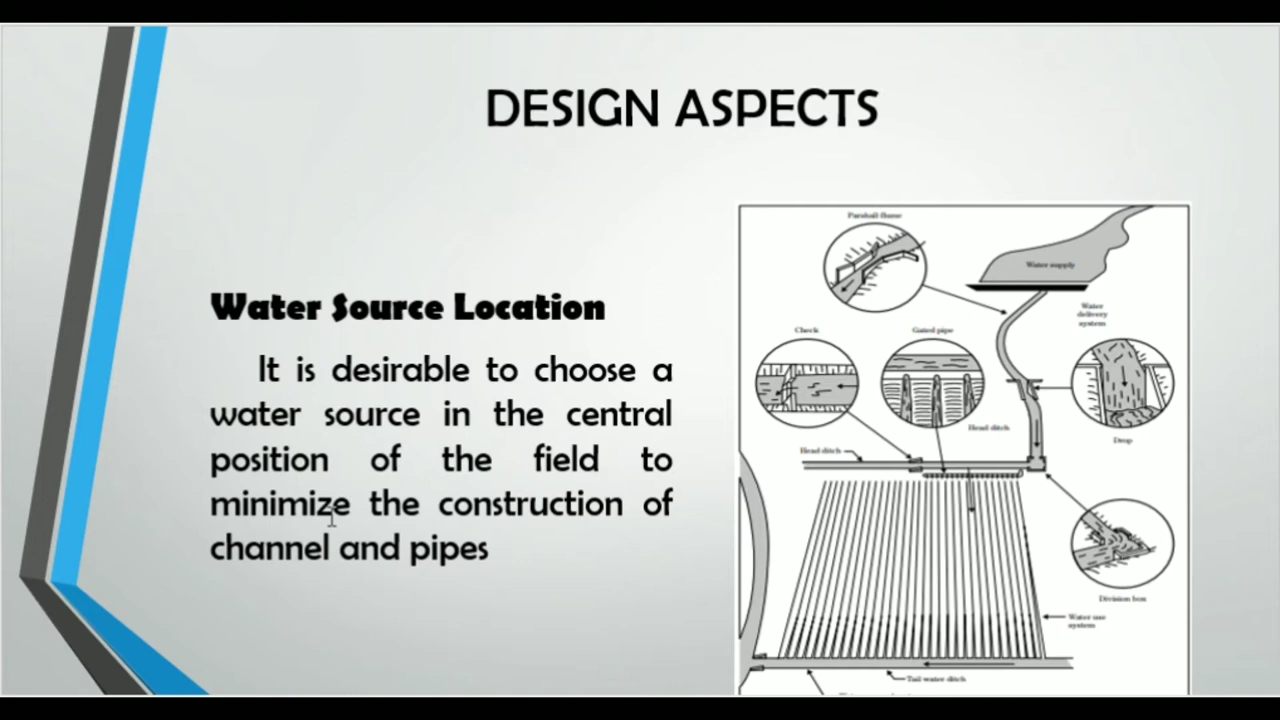 DESIGN ASPECTS
Water Source Location
It is desirable to choose a
water source in the central
position of the field to
minimize the construction of
channel and pipes
Parshall flume
Water supply
Water
delivery
system
Check
Gated pipe
Head ditch
Drop
Head ditch
Division box
Water use
system
Tail water ditch